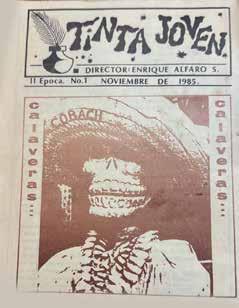 TINTA JOVEN.
DIRECTOR: ENRIQUE ALFARO S.
II Epoca. No.1 NOVIEMBRE DE 1985.
calaveras
COBACH
calaveras